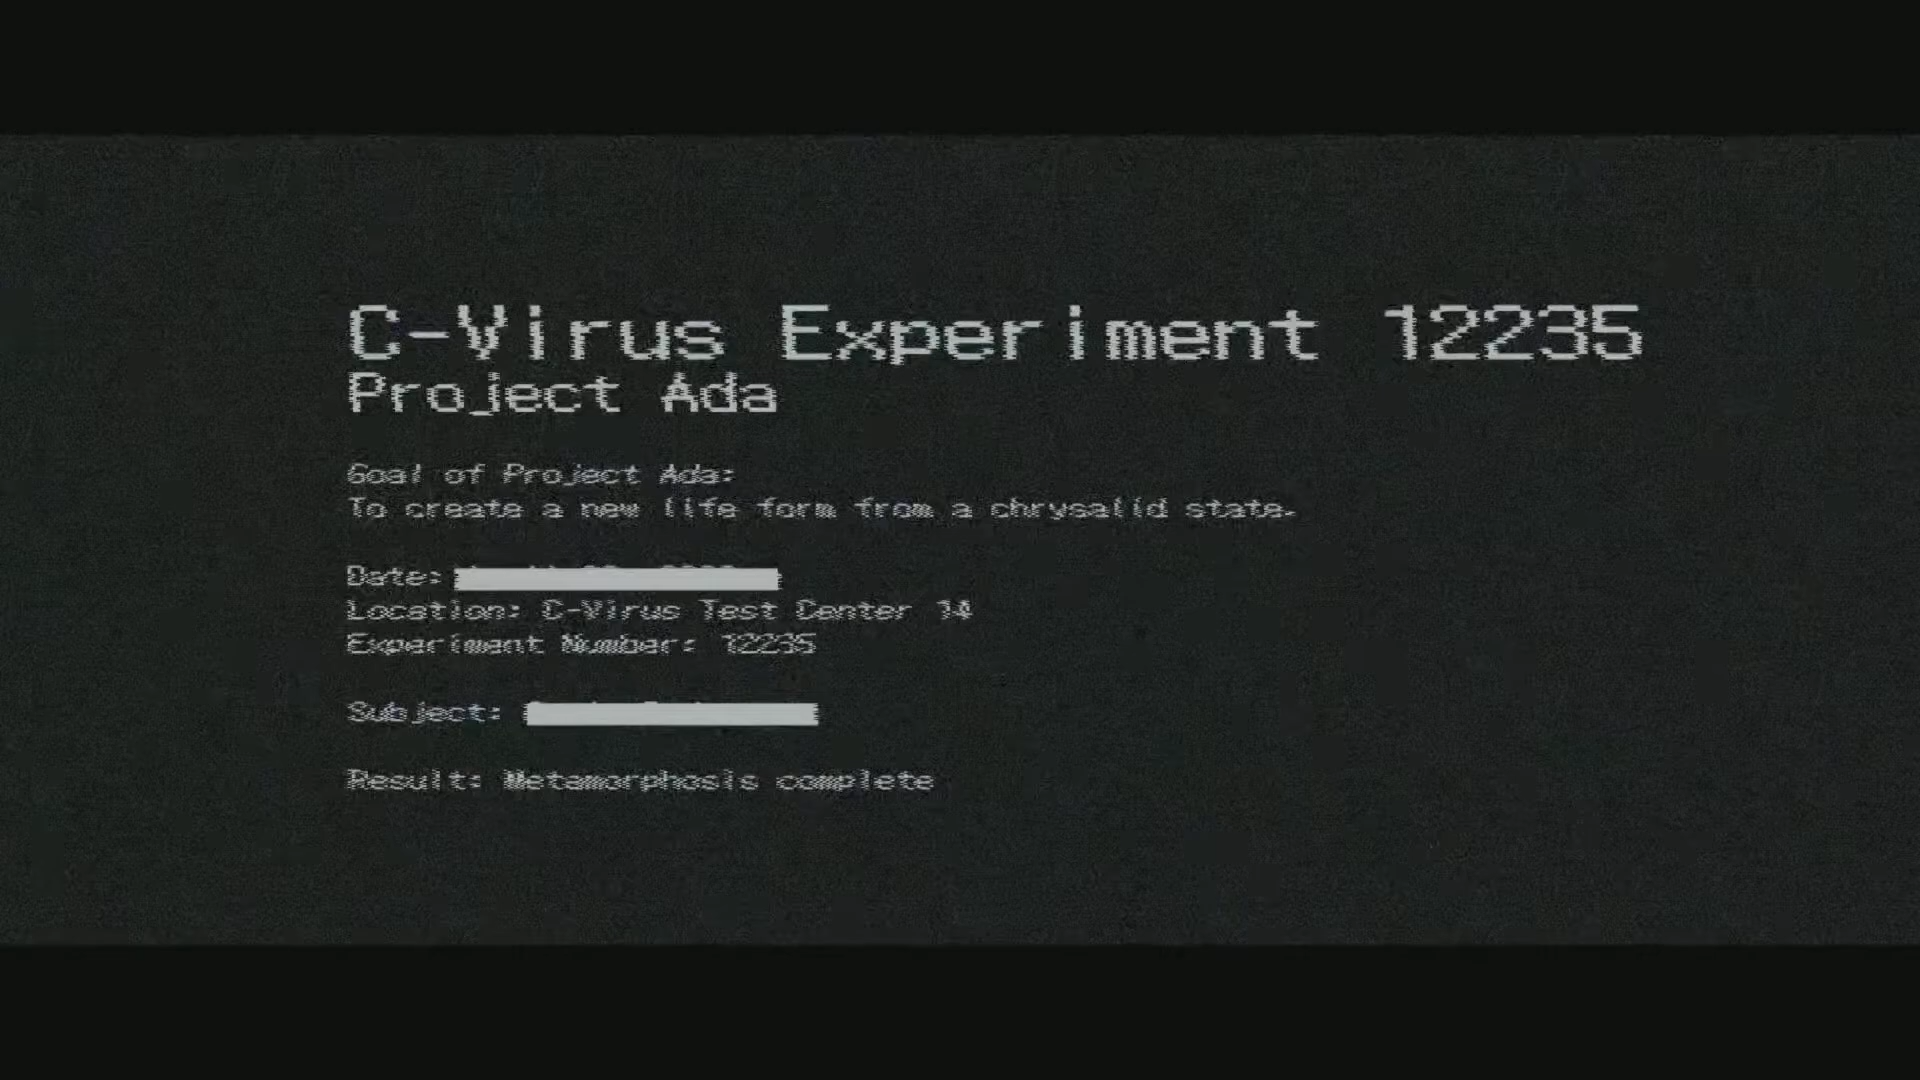 C-Virus Experiment 12235
Project Ada
Goal of Project Ada:
To create a new life form from a chrysalid state.
Date:
Location: C-Virus Test Center 14
Experiment Number: 12235
Subject:
Result: Metamorphosis complete